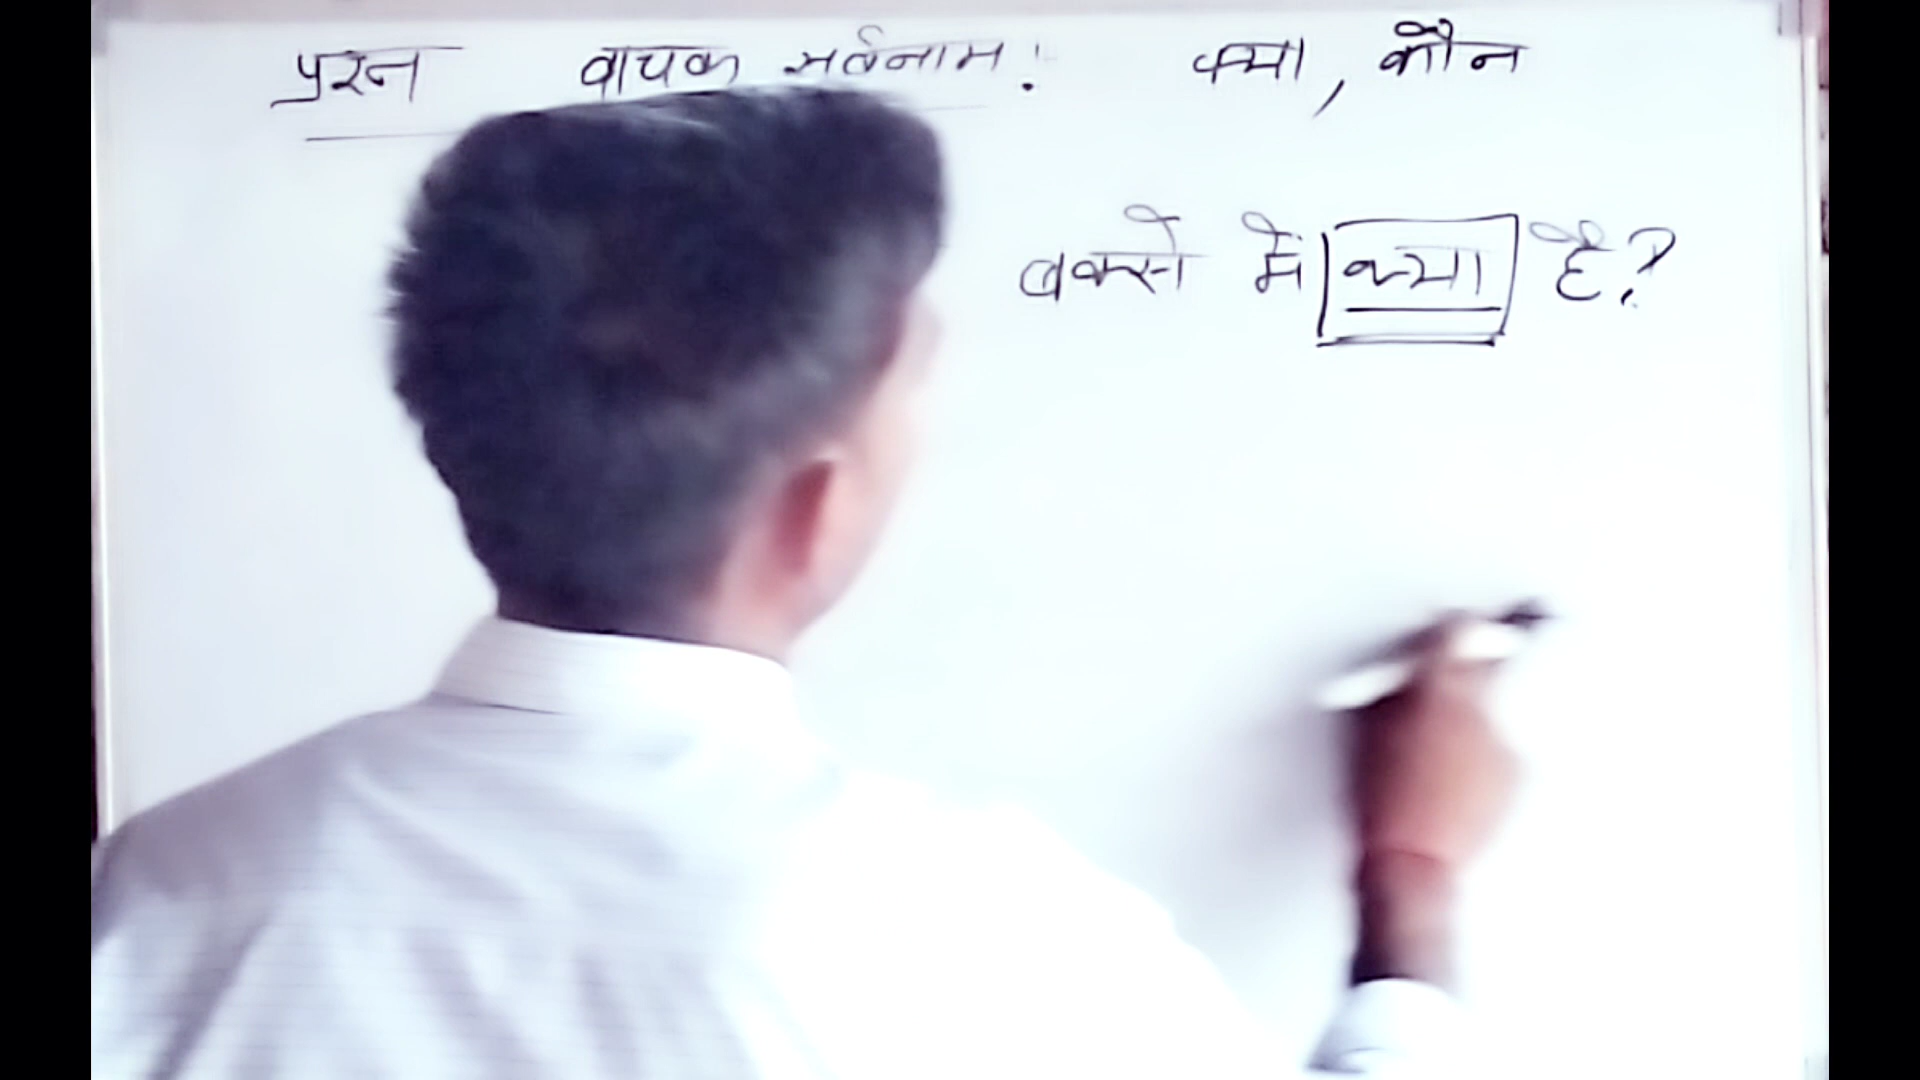 प्रश्न वाचक सर्वनाम : क्या, कौन
बक्से में क्या है?